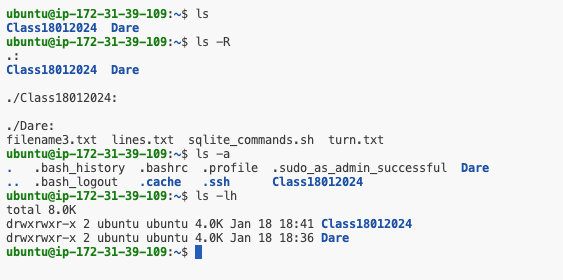 ubuntu@ip-172-31-39-109:~$ ls
Class18012024  Dare
ubuntu@ip-172-31-39-109:~$ ls -R
.:
Class18012024  Dare

./Class18012024:

./Dare:
filename3.txt  lines.txt  sqlite_commands.sh  turn.txt
ubuntu@ip-172-31-39-109:~$ ls -a
.   .bash_history  .bashrc  .profile  .sudo_as_admin_successful  Dare
..  .bash_logout   .cache   .ssh      Class18012024
ubuntu@ip-172-31-39-109:~$ ls -lh
total 8.0K
drwxrwxr-x 2 ubuntu ubuntu 4.0K Jan 18 18:41 Class18012024
drwxrwxr-x 2 ubuntu ubuntu 4.0K Jan 18 18:36 Dare
ubuntu@ip-172-31-39-109:~$